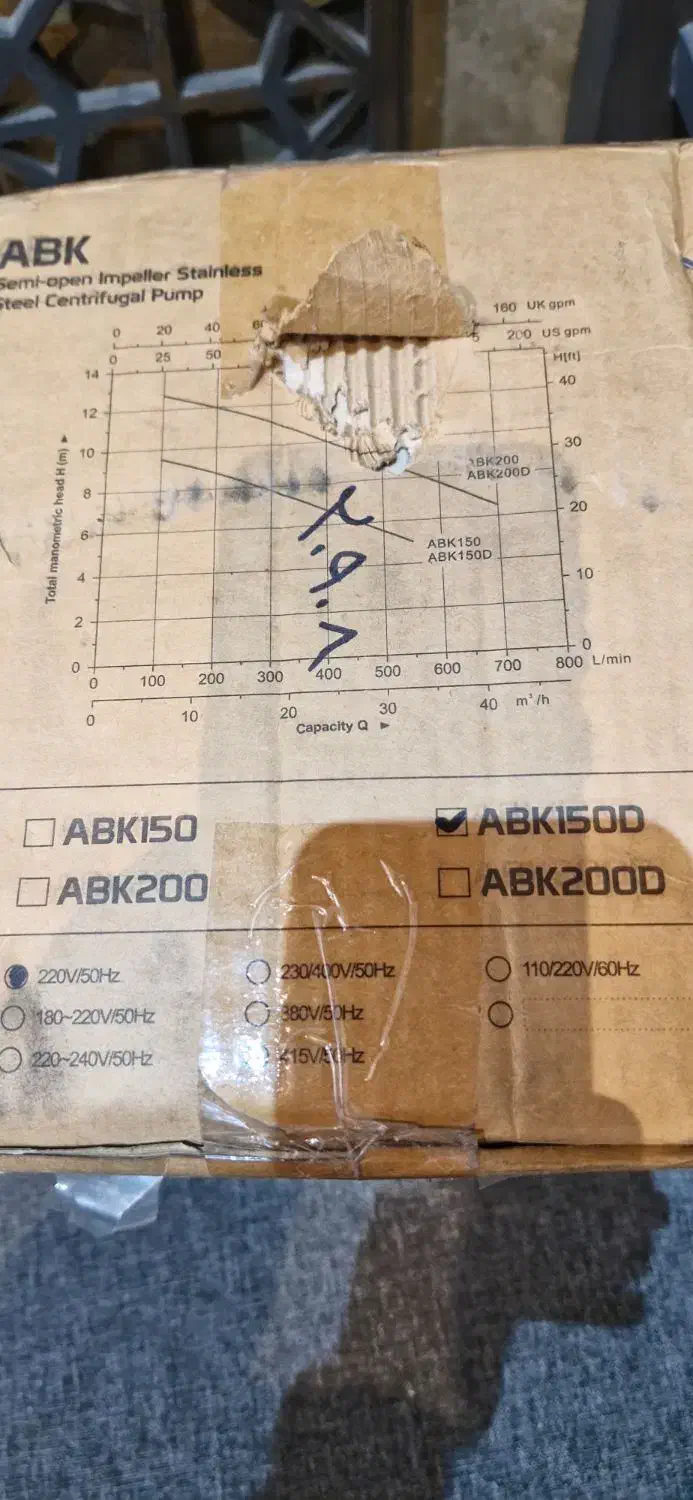 ABK
Semi-open Impeller Stainless
Steel Centrifugal Pump
0 20 40 160 UK gpm
0 25 50 200 US gpm
H[ft]
14
12
10
8
6
4
2
0
Total manometric head H (m)
40
30
20
10
0
ABK200
ABK200D
ABK150
ABK150D
0 100 200 300 400 500 600 700 800 L/min
0 10 20 30 40 m³/h
Capacity Q
ABK150 ABK150D
ABK200 ABK200D
220V/50Hz 230/400V/50Hz 110/220V/60Hz
180~220V/50Hz 380V/50Hz
220~240V/50Hz 415V/50Hz